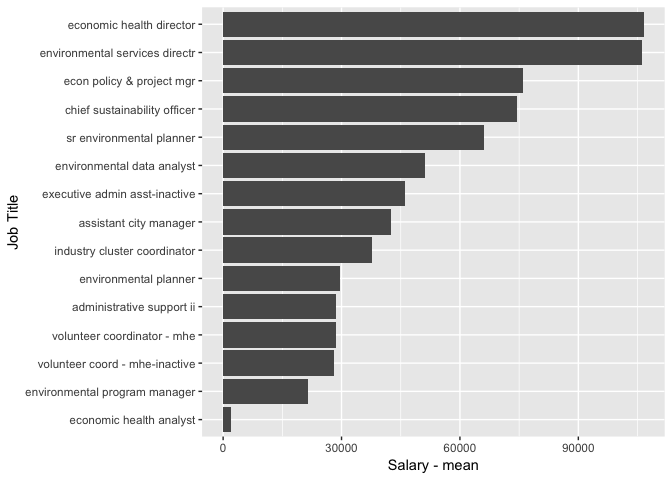 economic health director
environmental services directr
econ policy & project mgr
chief sustainability officer
sr environmental planner
environmental data analyst
executive admin asst-inactive
assistant city manager
industry cluster coordinator
environmental planner
administrative support ii
volunteer coordinator - mhe
volunteer coord - mhe-inactive
environmental program manager
economic health analyst
Job Title
0 30000 60000 90000
Salary - mean